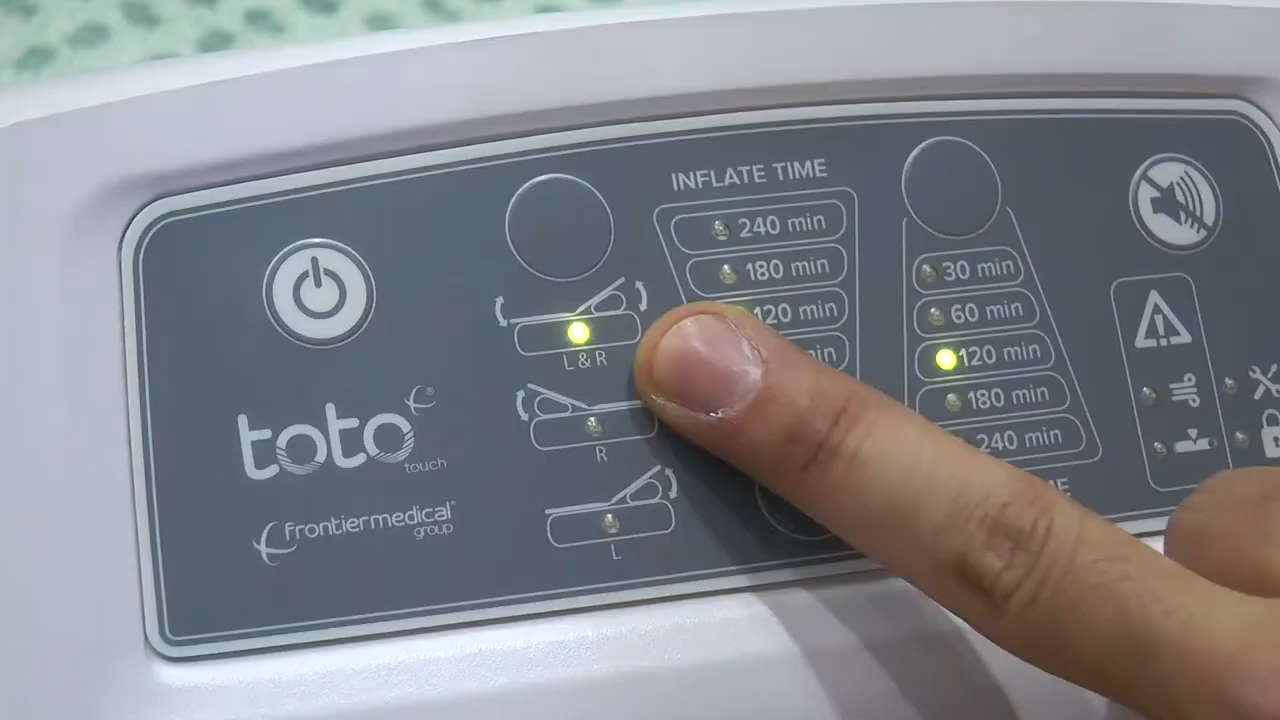 INFLATE TIME
240 min
180 min
120 min
min
L & R
R
L
30 min
60 min
120 min
180 min
240 min
toto®
touch
frontiermedical®
group